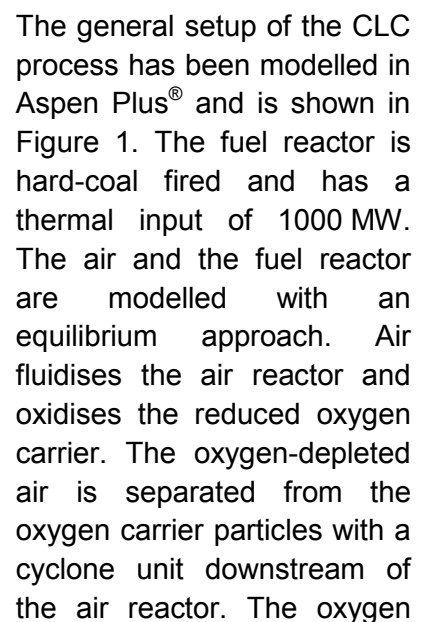 The general setup of the CLC
process has been modelled in
Aspen Plus® and is shown in
Figure 1. The fuel reactor is
hard-coal fired and has a
thermal input of 1000 MW.
The air and the fuel reactor
are modelled with an
equilibrium approach. Air
fluidises the air reactor and
oxidises the reduced oxygen
carrier. The oxygen-depleted
air is separated from the
oxygen carrier particles with a
cyclone unit downstream of
the air reactor. The oxygen